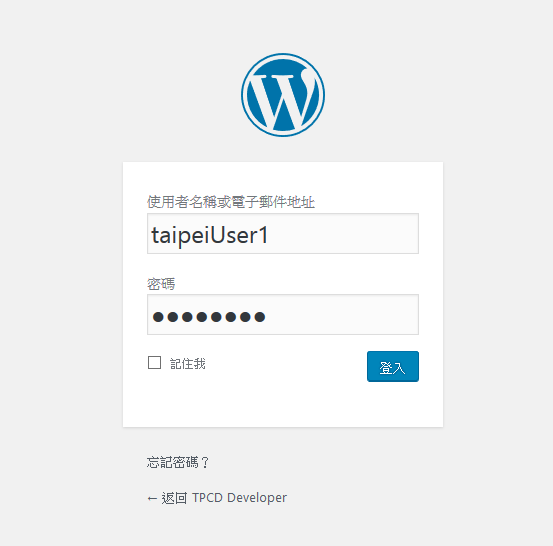 使用者名稱或電子郵件地址
taipeiUser1
密碼
●●●●●●●●
記住我
登入
忘記密碼？
← 返回 TPCD Developer